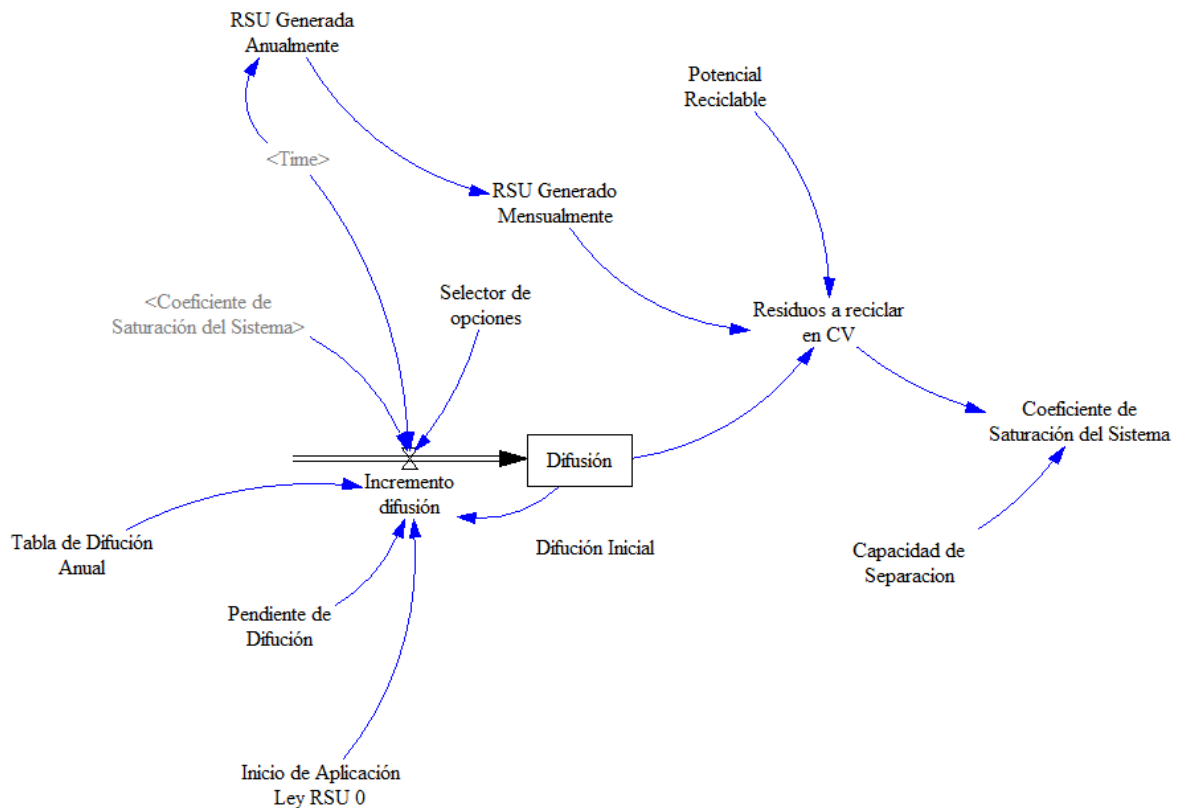 RSU Generada
Anualmente
Potencial
Reciclable
<Time>
RSU Generado
Mensualmente
<Coeficiente de
Saturación del Sistema>
Selector de
opciones
Residuos a reciclar
en CV
Coeficiente de
Saturación del Sistema
Difusión
Incremento
difusión
Tabla de Difución
Anual
Difución Inicial
Capacidad de
Separacion
Pendiente de
Difución
Inicio de Aplicación
Ley RSU 0